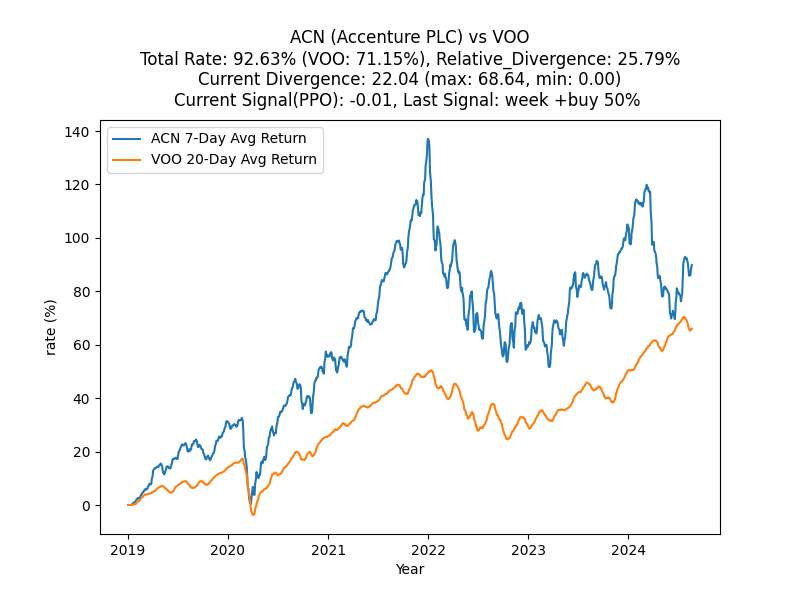 ACN (Accenture PLC) vs VOO
Total Rate: 92.63% (VOO: 71.15%), Relative_Divergence: 25.79%
Current Divergence: 22.04 (max: 68.64, min: 0.00)
Current Signal(PPO): -0.01, Last Signal: week +buy 50%
ACN 7-Day Avg Return
VOO 20-Day Avg Return
140
120
100
80
60
40
20
0
rate (%)
2019 2020 2021 2022 2023 2024
Year